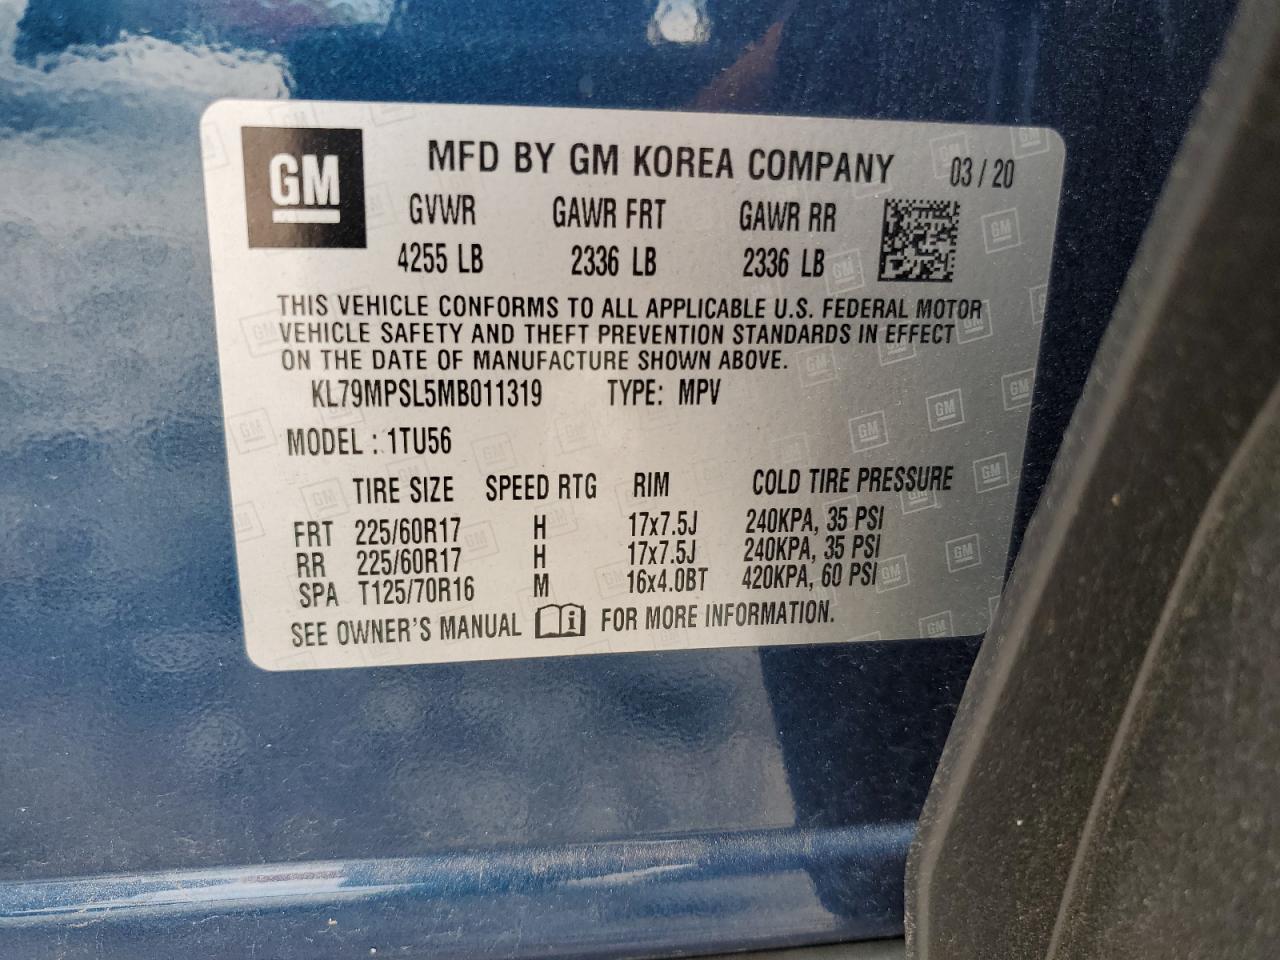 GM
MFD BY GM KOREA COMPANY 03 / 20
GVWR GAWR FRT GAWR RR
4255 LB 2336 LB 2336 LB
THIS VEHICLE CONFORMS TO ALL APPLICABLE U.S. FEDERAL MOTOR
VEHICLE SAFETY AND THEFT PREVENTION STANDARDS IN EFFECT
ON THE DATE OF MANUFACTURE SHOWN ABOVE.
KL79MPSL5MB011319 TYPE: MPV
MODEL : 1TU56
TIRE SIZE SPEED RTG RIM COLD TIRE PRESSURE
FRT 225/60R17 H 17x7.5J 240KPA, 35 PSI
RR 225/60R17 H 17x7.5J 240KPA, 35 PSI
SPA T125/70R16 M 16x4.0BT 420KPA, 60 PSI
SEE OWNER'S MANUAL FOR MORE INFORMATION.